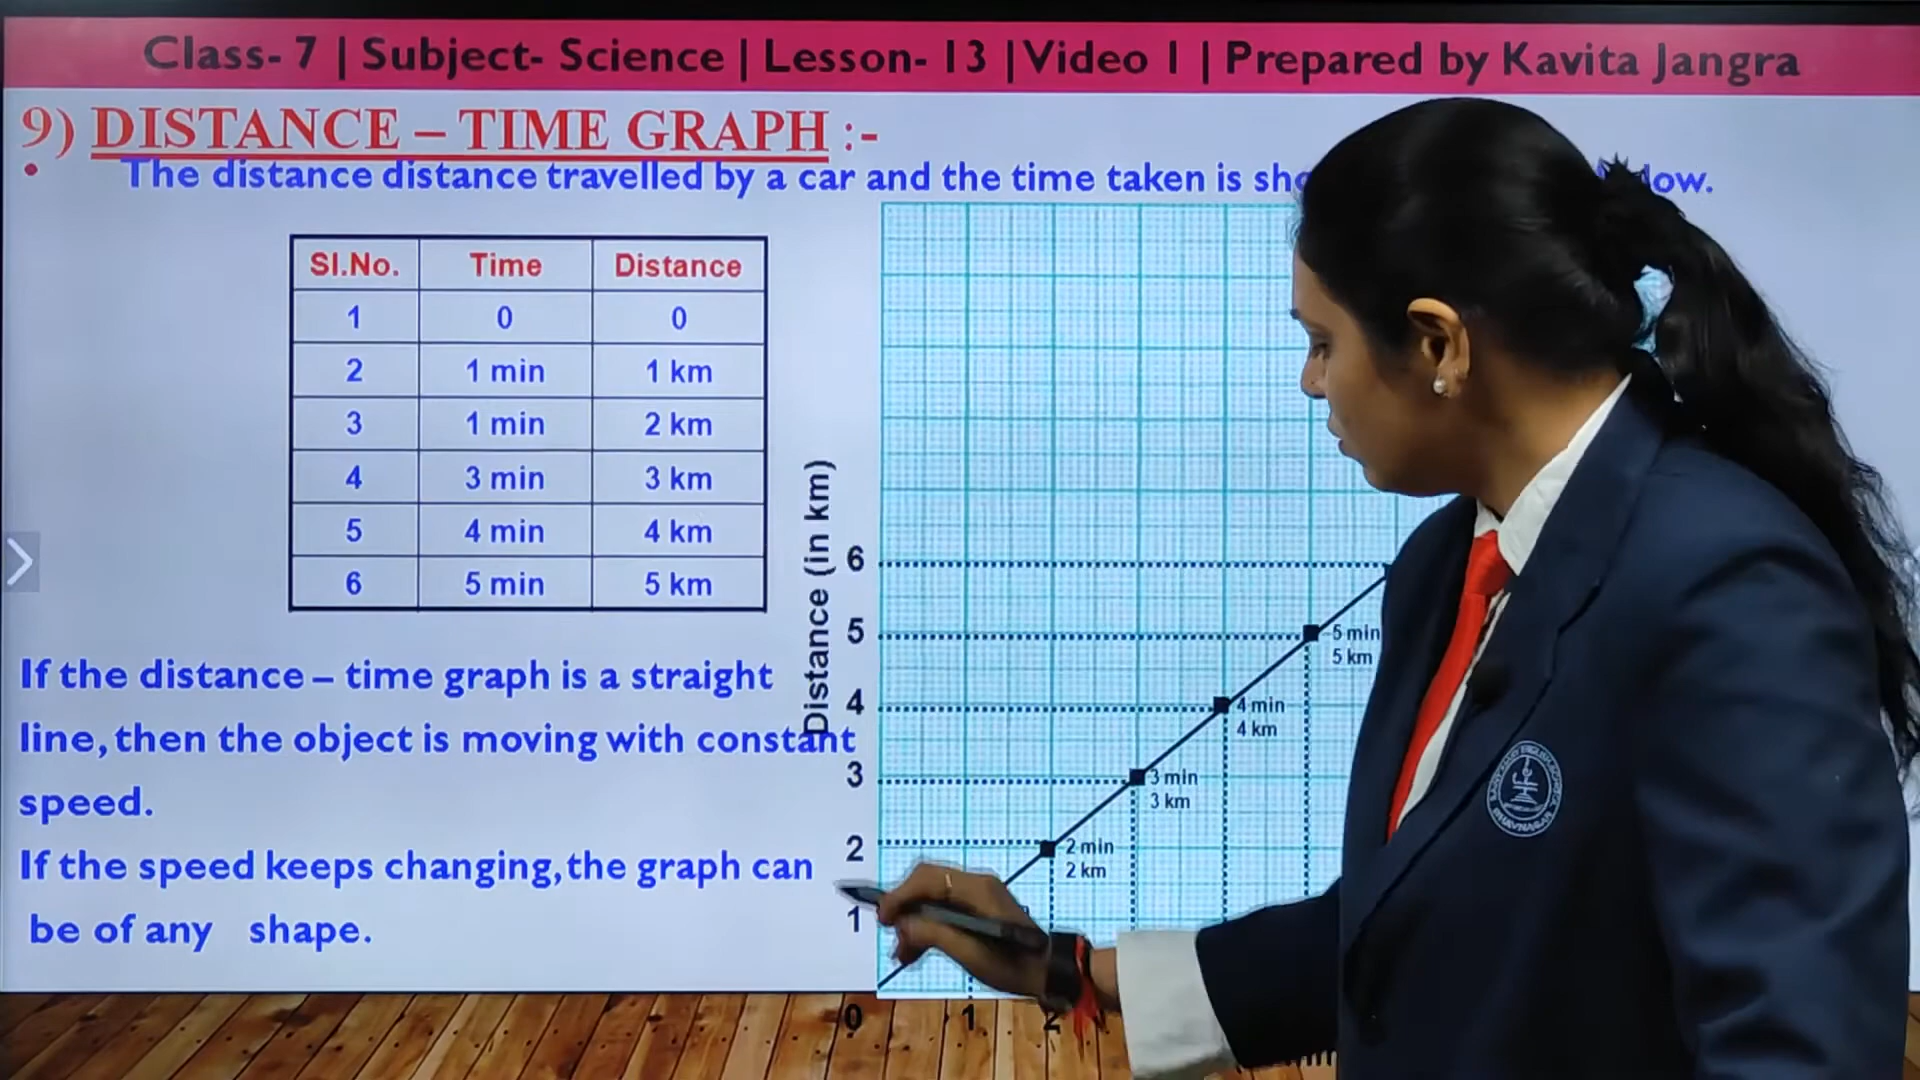 Class- 7 | Subject- Science | Lesson- 13 | Video 1 | Prepared by Kavita Jangra
9) DISTANCE – TIME GRAPH :-
• The distance distance travelled by a car and the time taken is
Sl.No. Time Distance
1 0 0
2 1 min 1 km
3 1 min 2 km
4 3 min 3 km
5 4 min 4 km
6 5 min 5 km
If the distance – time graph is a straight
line, then the object is moving with constant
speed.
If the speed keeps changing, the graph can
be of any shape.
Distance (in km)
6
5
4
3
2
1
0 1 2
5 min
5 km
4 min
4 km
3 min
3 km
2 min
2 km